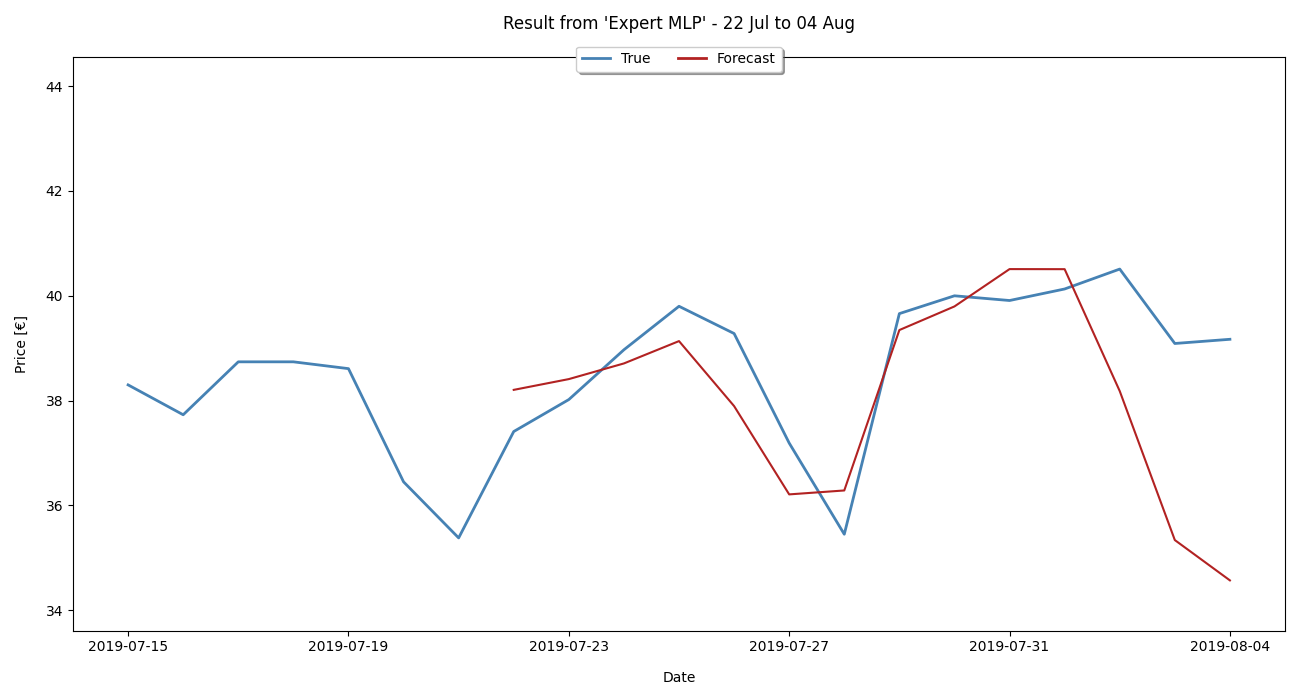 Result from 'Expert MLP' - 22 Jul to 04 Aug
True Forecast
44
42
40
38
36
34
Price [€]
2019-07-15 2019-07-19 2019-07-23 2019-07-27 2019-07-31 2019-08-04
Date